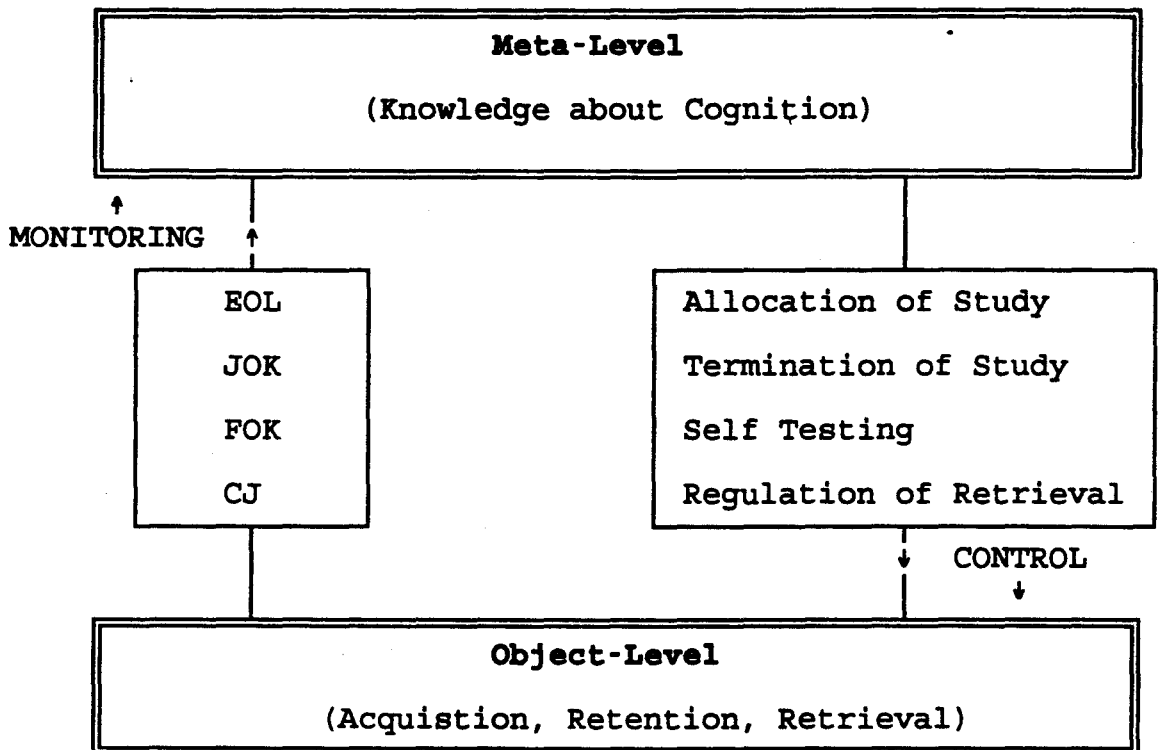 Meta-Level
(Knowledge about Cognition)
MONITORING
EOL
JOK
FOK
CJ
Allocation of Study
Termination of Study
Self Testing
Regulation of Retrieval
CONTROL
Object-Level
(Acquistion, Retention, Retrieval)